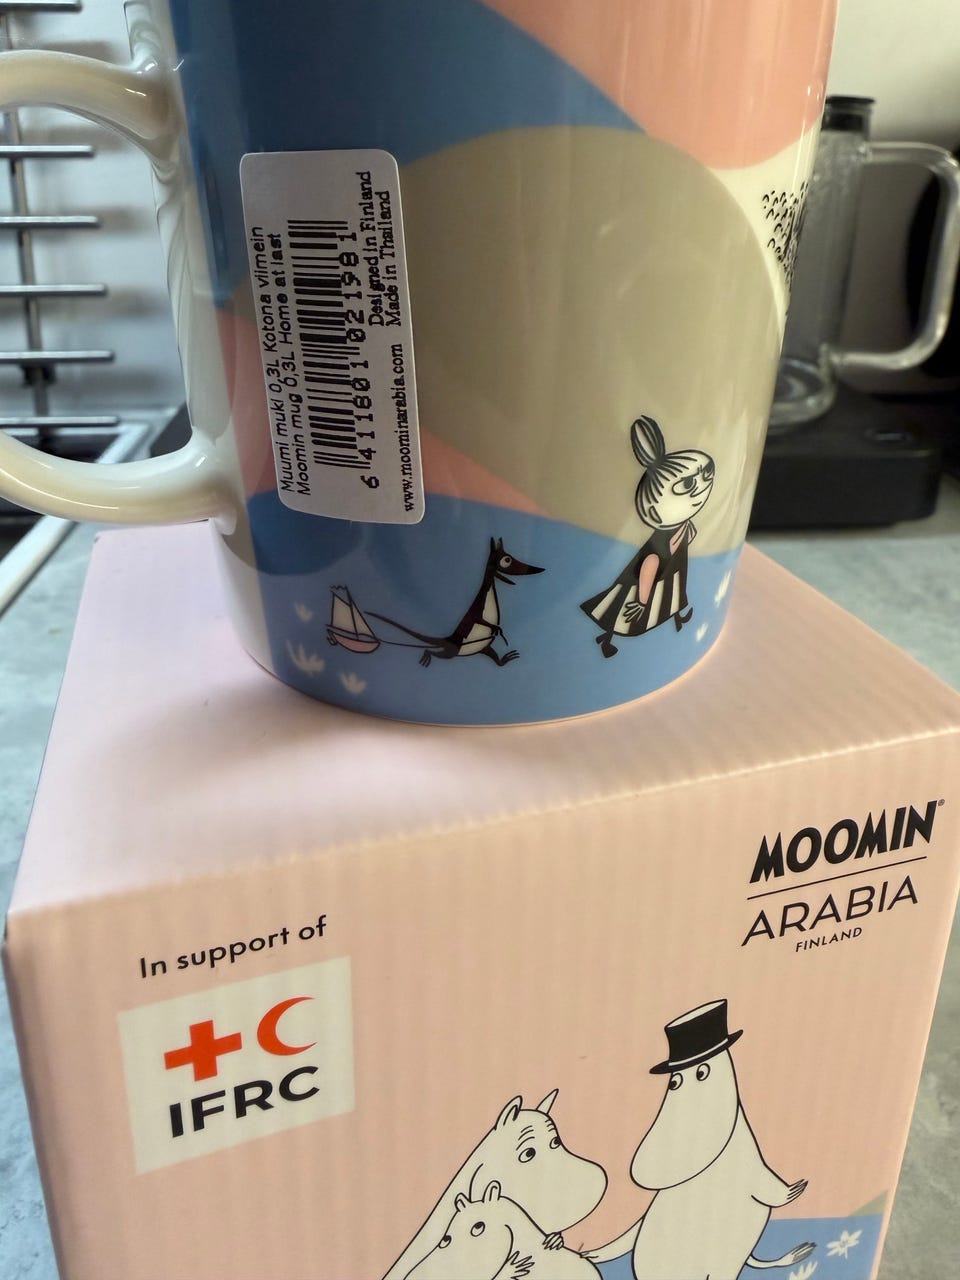 Muumi muki 0,3L Kotona viimein
Moomin mug 0,3L Home at last
6 411801 021981
Designed in Finland
www.moominarabia.com Made in Thailand
MOOMIN®
ARABIA
FINLAND
In support of
IFRC